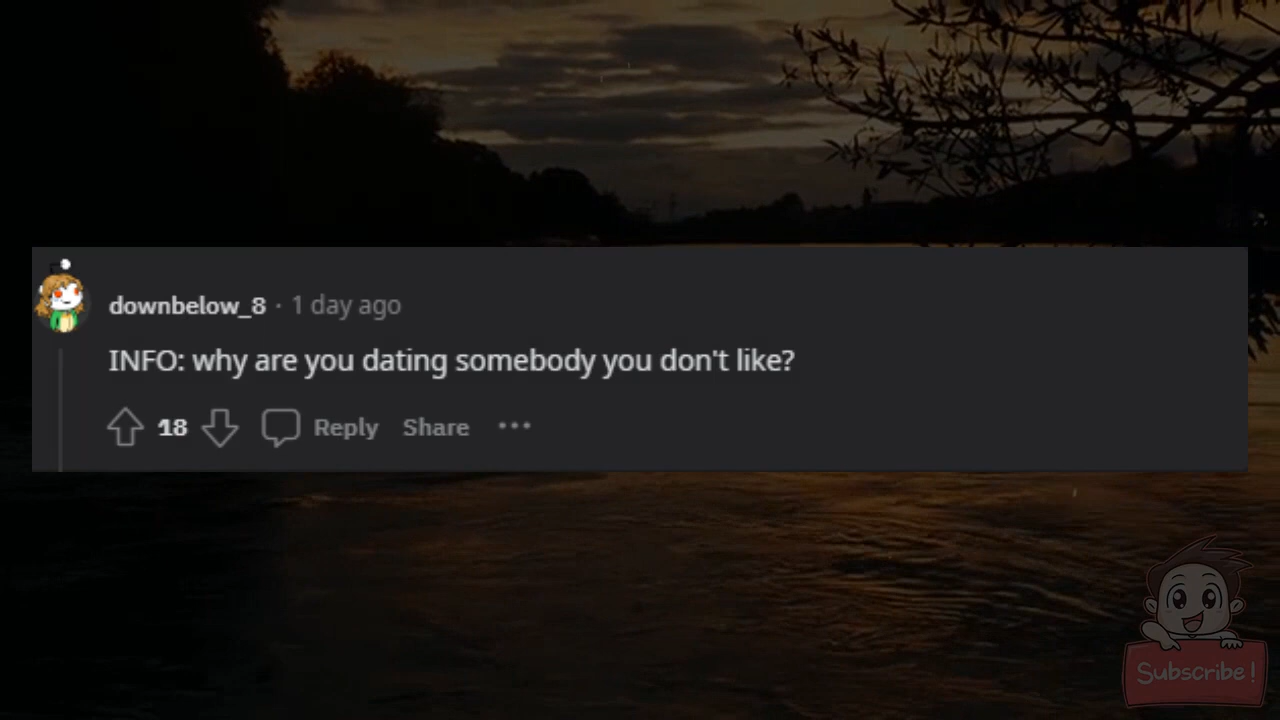 downbelow_8 · 1 day ago
INFO: why are you dating somebody you don't like?
18 Reply Share •••
Subscribe!